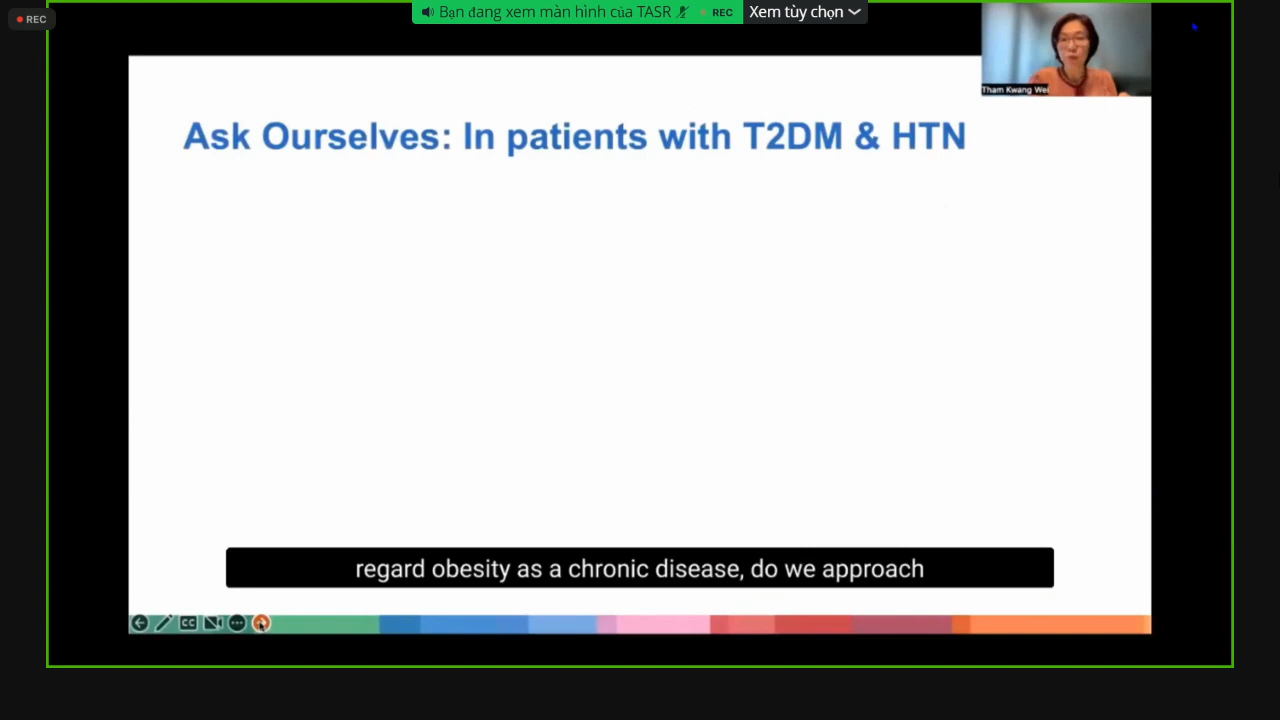 REC
Bạn đang xem màn hình của TASR
REC
Xem tùy chọn
Tham Kwang Wei
Ask Ourselves: In patients with T2DM & HTN
regard obesity as a chronic disease, do we approach
CC